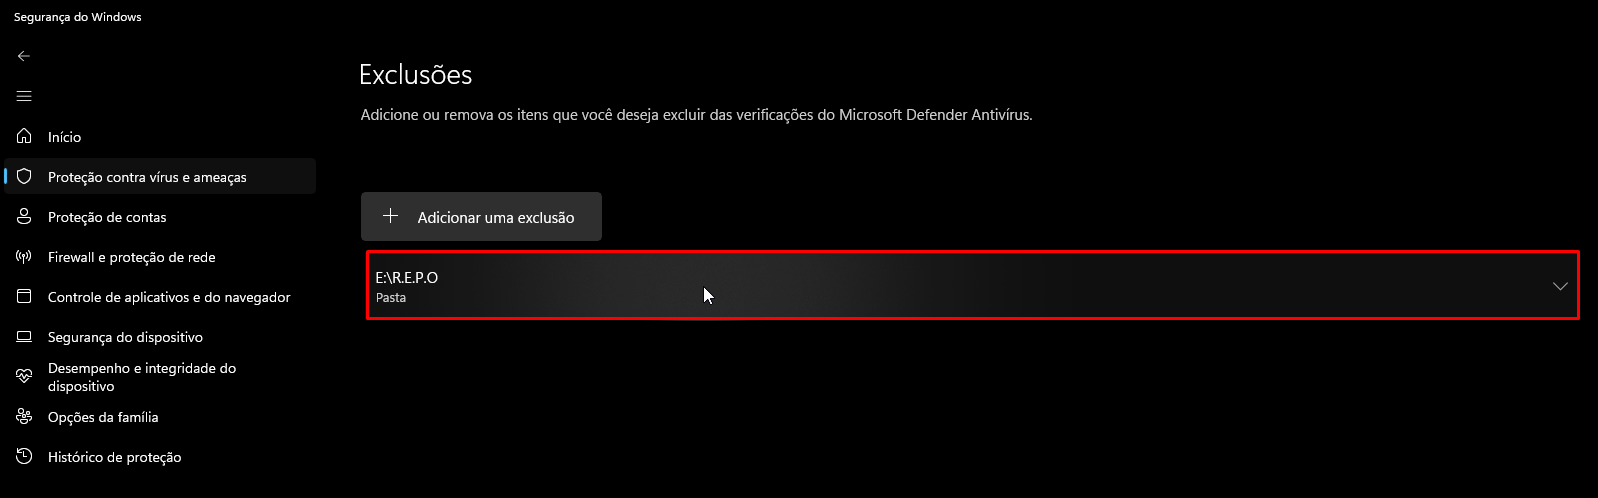 Segurança do Windows
Início
Proteção contra vírus e ameaças
Proteção de contas
Firewall e proteção de rede
Controle de aplicativos e do navegador
Segurança do dispositivo
Desempenho e integridade do
dispositivo
Opções da família
Histórico de proteção
Exclusões
Adicione ou remova os itens que você deseja excluir das verificações do Microsoft Defender Antivírus.
Adicionar uma exclusão
E:\R.E.P.O
Pasta